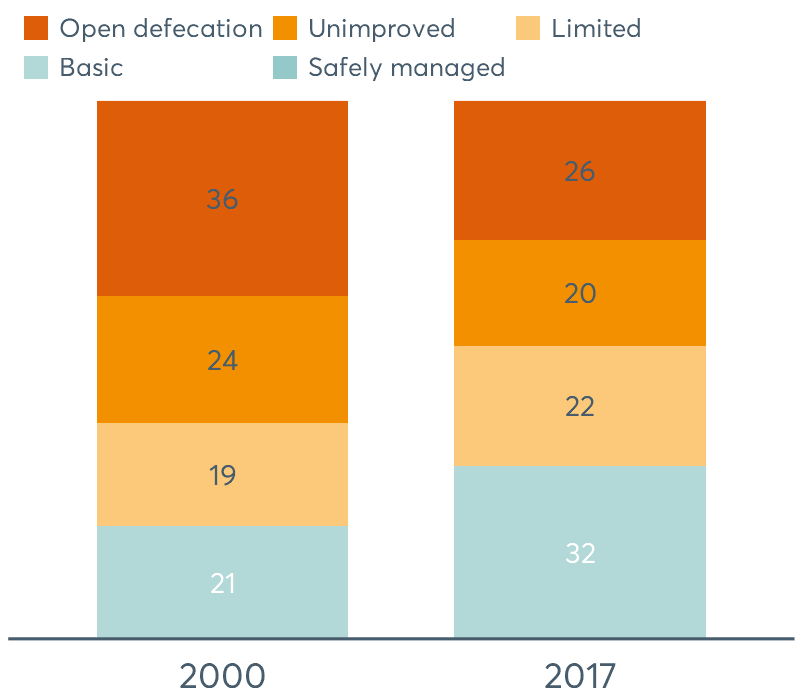 Open defecation Unimproved Limited
Basic Safely managed
36 26
24 20
19 22
21 32
2000 2017